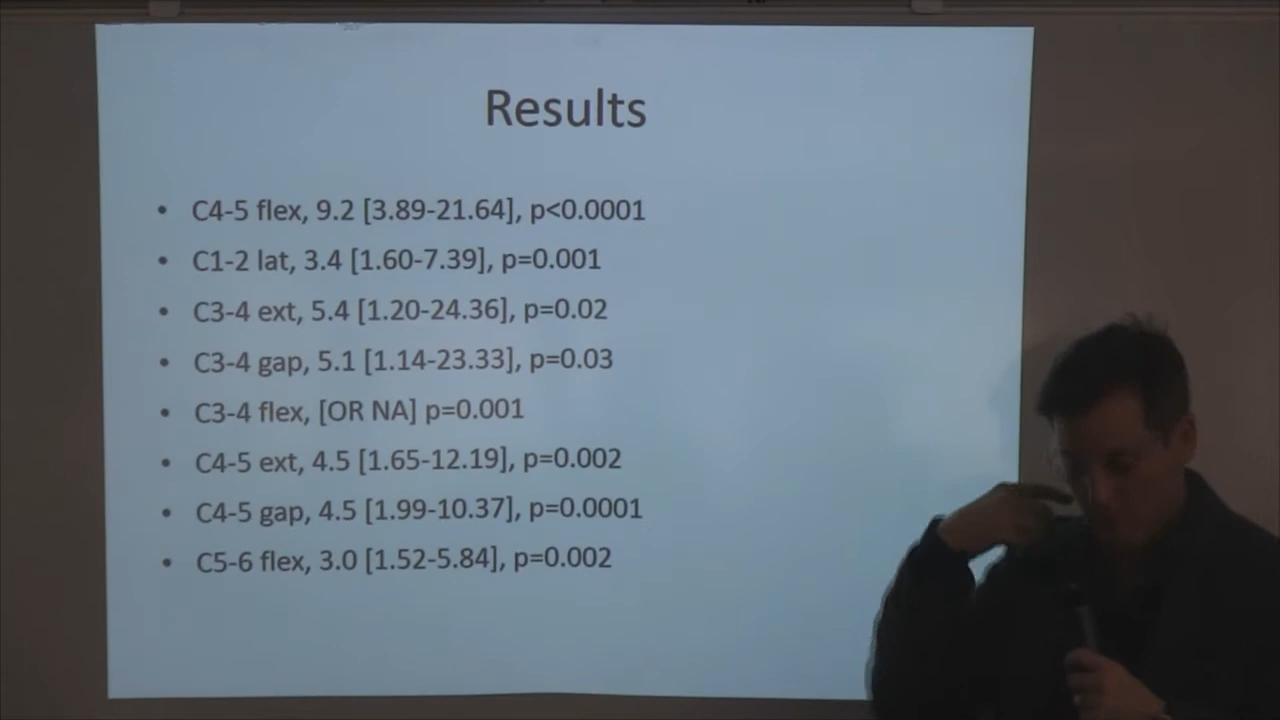 Results
• C4-5 flex, 9.2 [3.89-21.64], p<0.0001
• C1-2 lat, 3.4 [1.60-7.39], p=0.001
• C3-4 ext, 5.4 [1.20-24.36], p=0.02
• C3-4 gap, 5.1 [1.14-23.33], p=0.03
• C3-4 flex, [OR NA] p=0.001
• C4-5 ext, 4.5 [1.65-12.19], p=0.002
• C4-5 gap, 4.5 [1.99-10.37], p=0.0001
• C5-6 flex, 3.0 [1.52-5.84], p=0.002